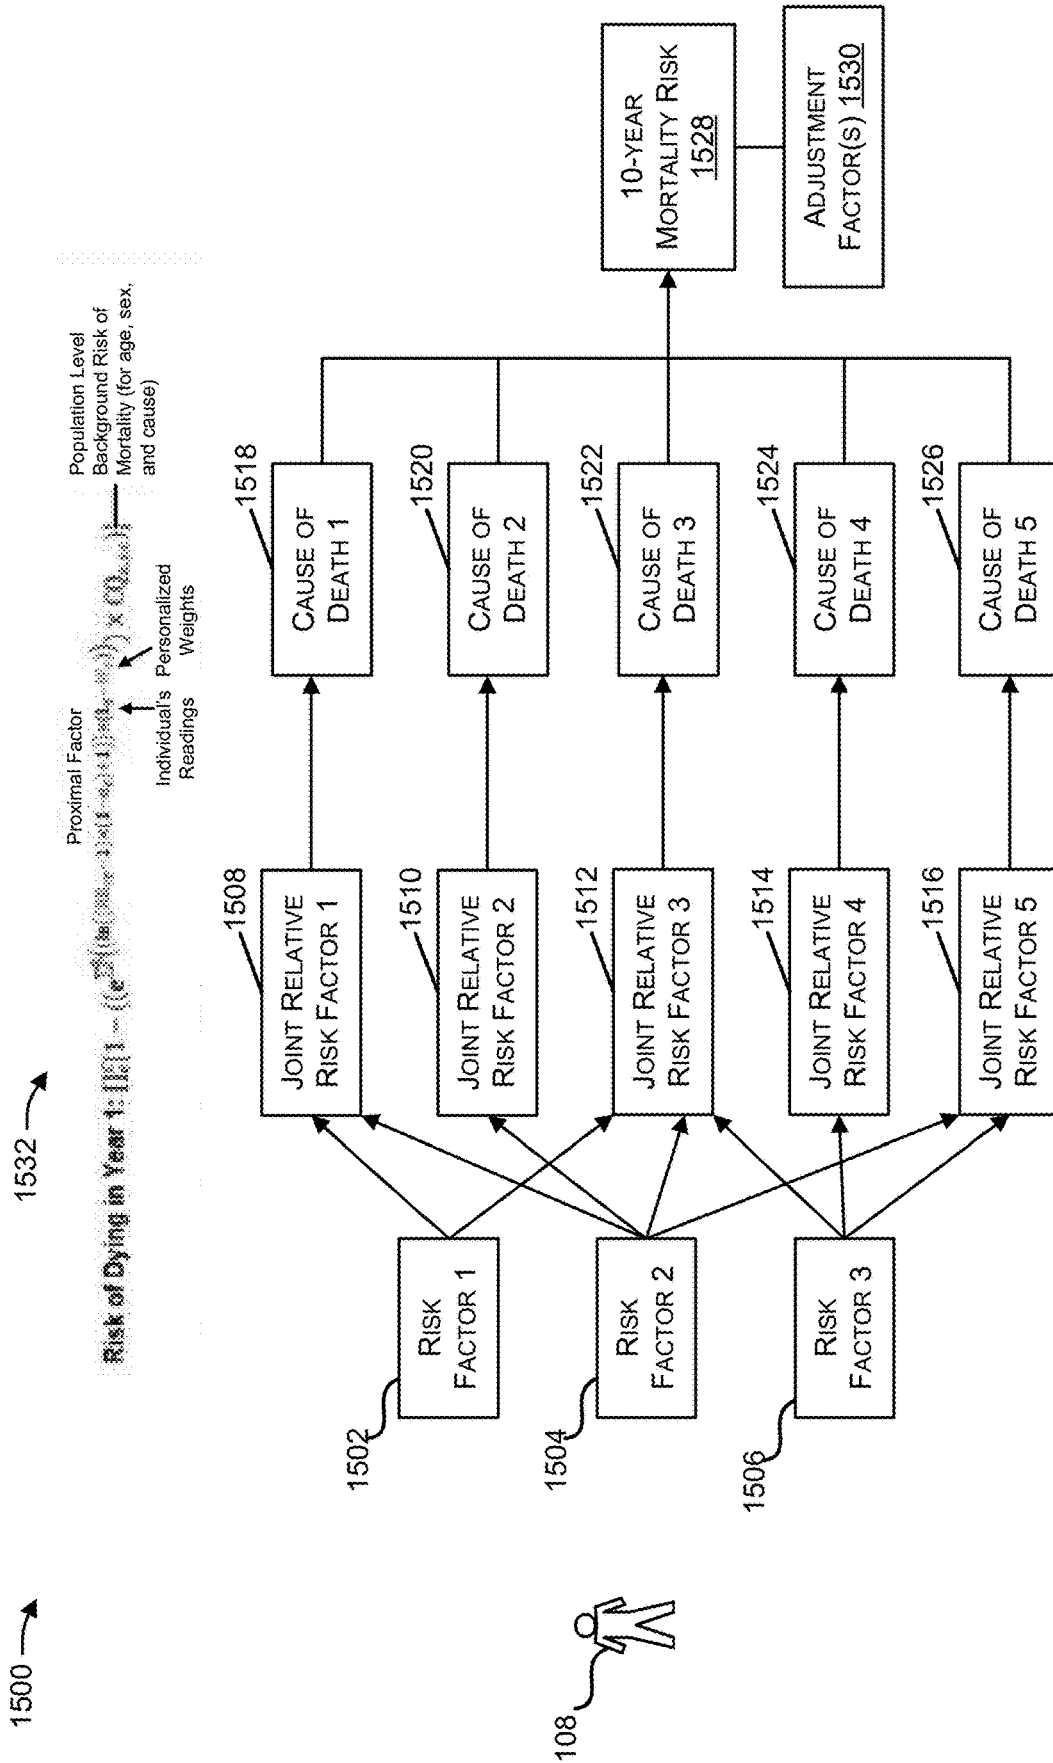 1500
1532
Risk of Dying in Year 1:
Proximal Factor
Individual's
Readings
Personalized
Weights
Population Level
Background Risk of
Mortality (for age, sex,
and cause)
108
1502
RISK
FACTOR 1
1504
RISK
FACTOR 2
1506
RISK
FACTOR 3
1508
JOINT RELATIVE
RISK FACTOR 1
1510
JOINT RELATIVE
RISK FACTOR 2
1512
JOINT RELATIVE
RISK FACTOR 3
1514
JOINT RELATIVE
RISK FACTOR 4
1516
JOINT RELATIVE
RISK FACTOR 5
1518
CAUSE OF
DEATH 1
1520
CAUSE OF
DEATH 2
1522
CAUSE OF
DEATH 3
1524
CAUSE OF
DEATH 4
1526
CAUSE OF
DEATH 5
10-YEAR
MORTALITY RISK
1528
ADJUSTMENT
FACTOR(S) 1530